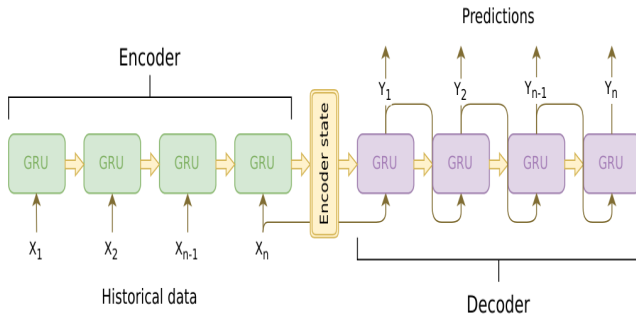 Predictions
Encoder
Y1 Y2 Yn-1 Yn
GRU GRU GRU GRU Encoder state GRU GRU GRU GRU
X1 X2 Xn-1 Xn
Historical data
Decoder